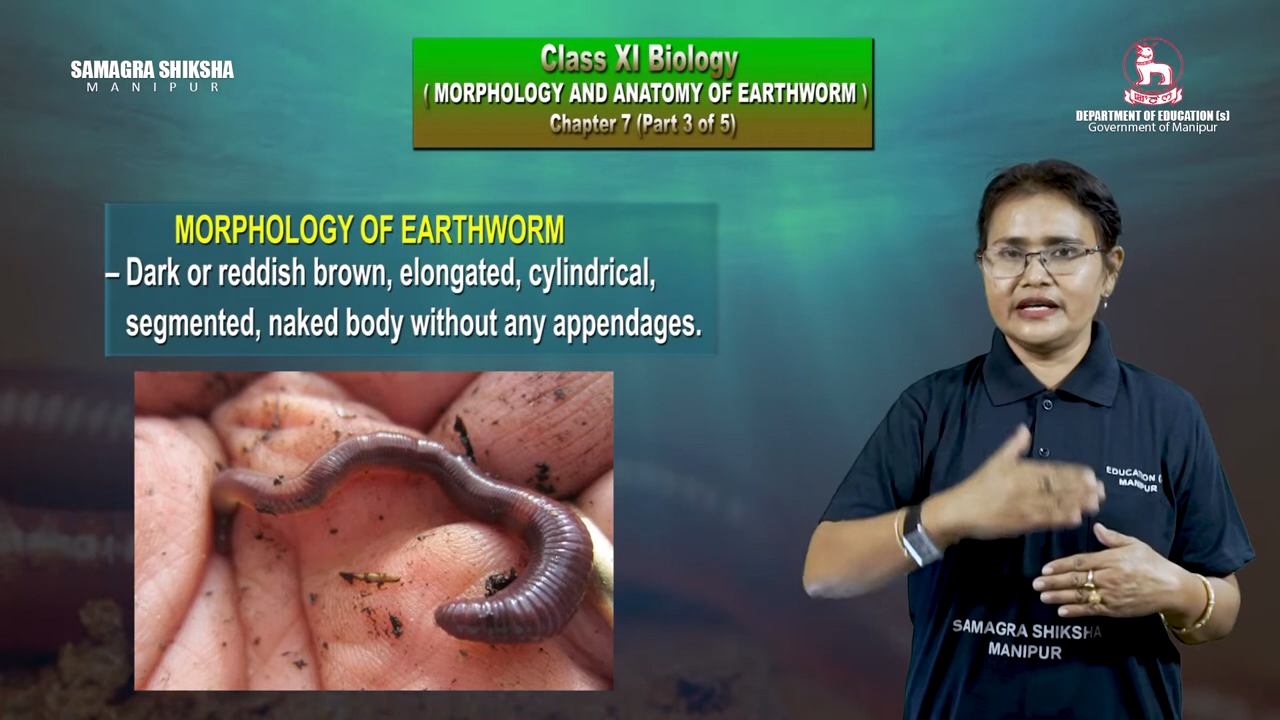 SAMAGRA SHIKSHA
MANIPUR
Class XI Biology
( MORPHOLOGY AND ANATOMY OF EARTHWORM )
Chapter 7 (Part 3 of 5)
DEPARTMENT OF EDUCATION (s)
Government of Manipur
MORPHOLOGY OF EARTHWORM
– Dark or reddish brown, elongated, cylindrical,
segmented, naked body without any appendages.
EDUCATION (
MANIPUR
SAMAGRA SHIKSHA
MANIPUR